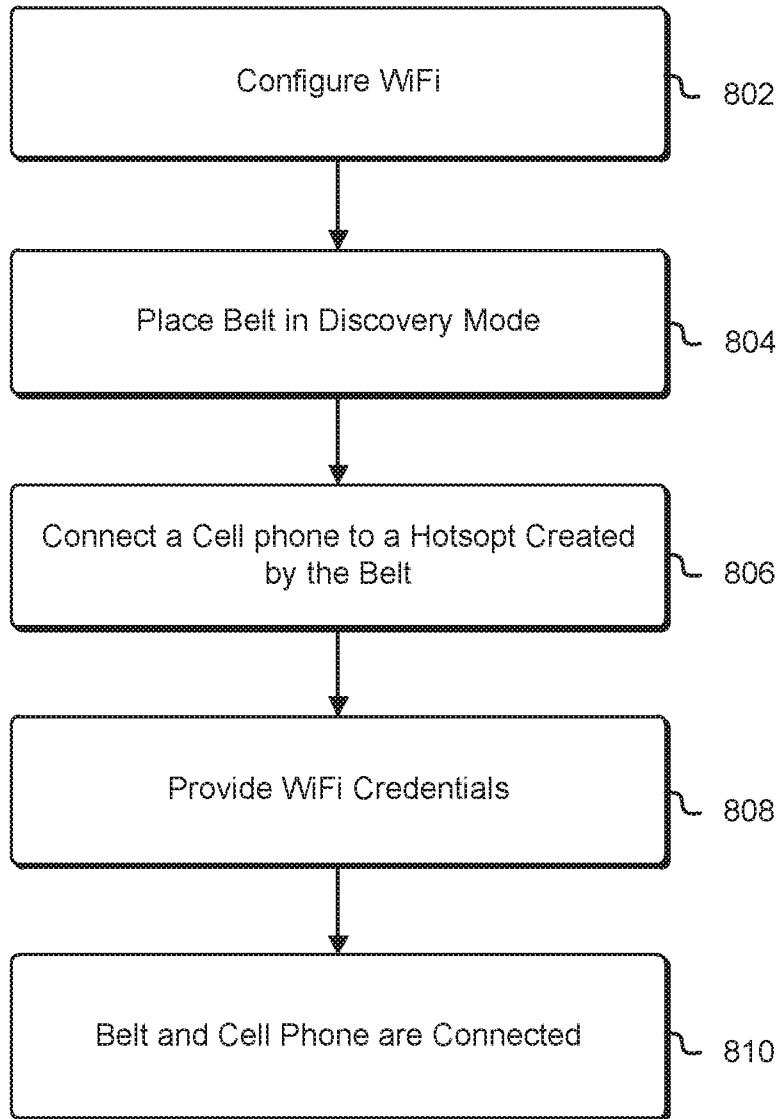 Configure WiFi
802
Place Belt in Discovery Mode
804
Connect a Cell phone to a Hotsopt Created
by the Belt
806
Provide WiFi Credentials
808
Belt and Cell Phone are Connected
810